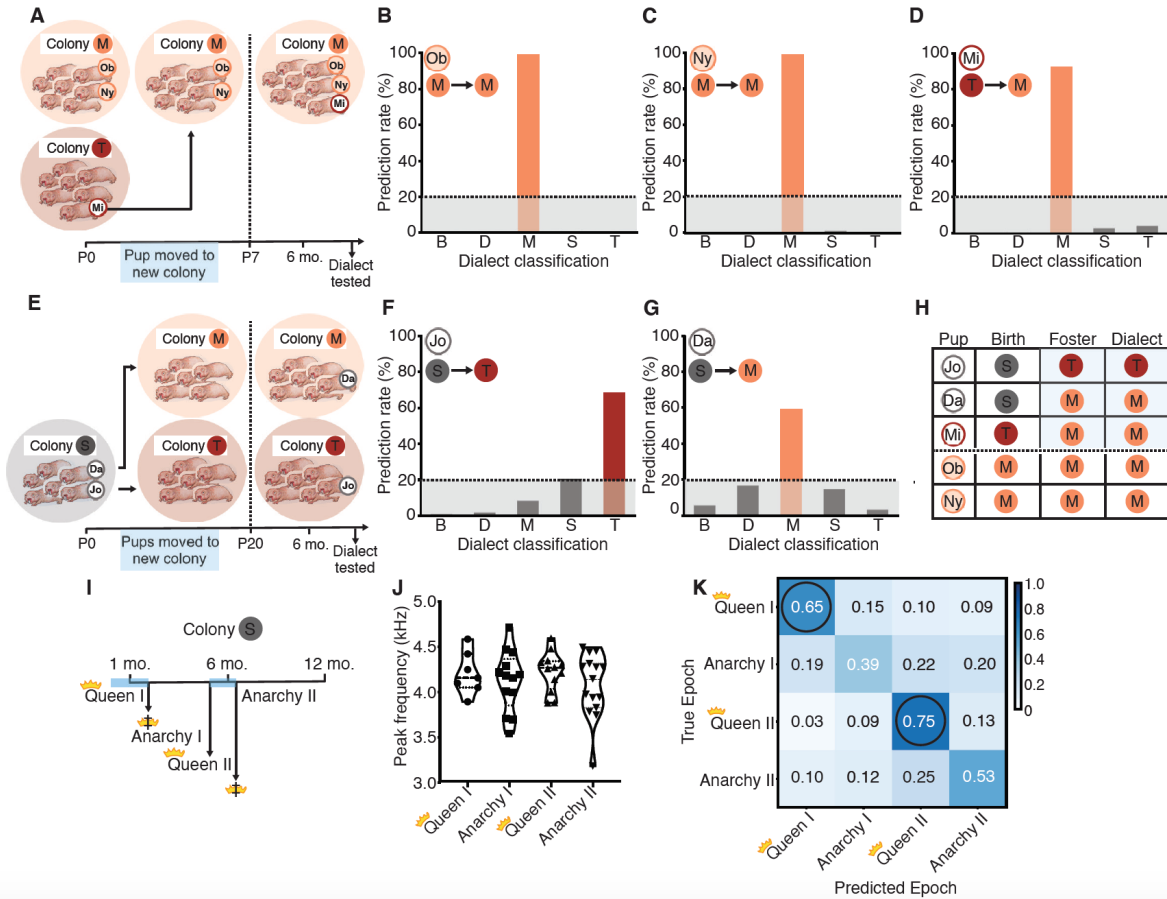 A
Colony M
Ob
Ny
Colony M
Ob
Ny
Colony M
Ob
Ny
Mi
Colony T
Mi
P0
Pup moved to
new colony
P7
6 mo.
Dialect
tested
B
Prediction rate (%)
100
80
60
40
20
0
Ob
M M
B D M S T
Dialect classification
C
Prediction rate (%)
100
80
60
40
20
0
Ny
M M
B D M S T
Dialect classification
D
Prediction rate (%)
100
80
60
40
20
0
Mi
T M
B D M S T
Dialect classification
E
Colony M
Colony M
Da
Colony S
Da
Jo
Colony T
Colony T
Jo
P0
Pups moved to
new colony
P20
6 mo.
Dialect
tested
F
Prediction rate (%)
100
80
60
40
20
0
Jo
S T
B D M S T
Dialect classification
G
Prediction rate (%)
100
80
60
40
20
0
Da
S M
B D M S T
Dialect classification
H
Pup Birth Foster Dialect
Jo S T T
Da S M M
Mi T M M
Ob M M M
Ny M M M
I
Colony S
1 mo. 6 mo. 12 mo.
Queen I
Anarchy II
Anarchy I
Queen II
J
Peak frequency (kHz)
5.0
4.5
4.0
3.5
3.0
Queen I
Anarchy I
Queen II
Anarchy II
K
True Epoch
Queen I 0.65 0.15 0.10 0.09
Anarchy I 0.19 0.39 0.22 0.20
Queen II 0.03 0.09 0.75 0.13
Anarchy II 0.10 0.12 0.25 0.53
1.0
0.8
0.6
0.4
0.2
0
Queen I
Anarchy I
Queen II
Anarchy II
Predicted Epoch